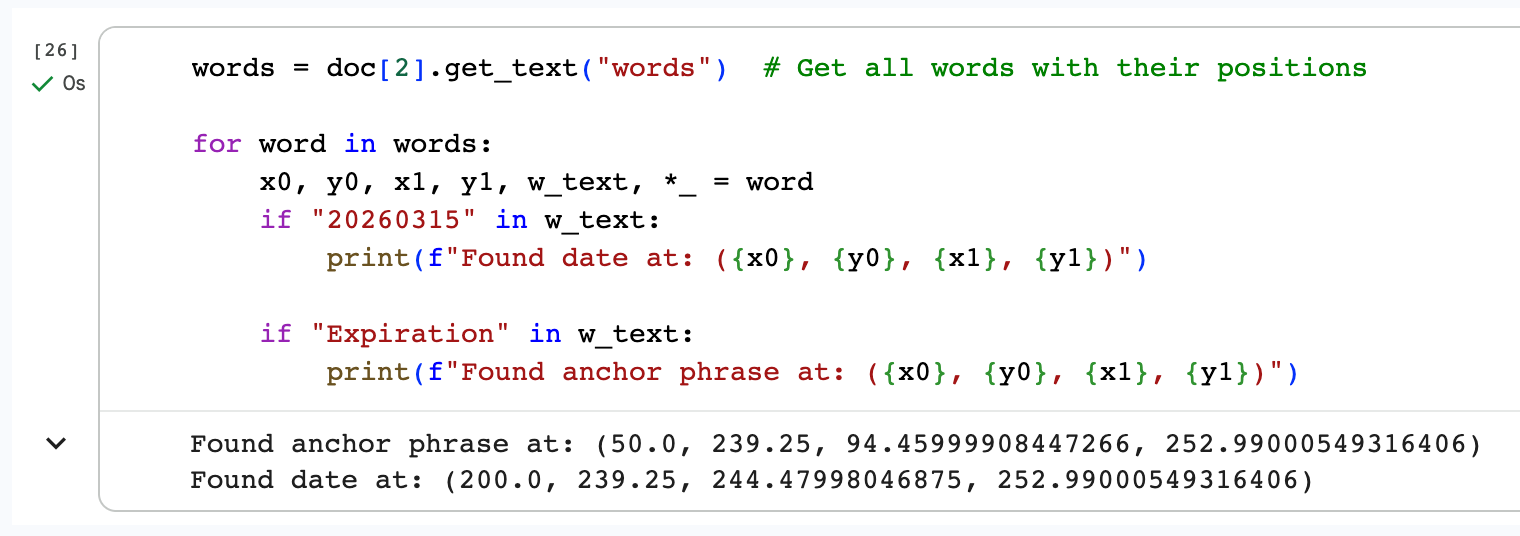 [26]
0s
words = doc[2].get_text("words")  # Get all words with their positions
for word in words:
    x0, y0, x1, y1, w_text, *_ = word
    if "20260315" in w_text:
        print(f"Found date at: ({x0}, {y0}, {x1}, {y1})")
    if "Expiration" in w_text:
        print(f"Found anchor phrase at: ({x0}, {y0}, {x1}, {y1})")
Found anchor phrase at: (50.0, 239.25, 94.45999908447266, 252.99000549316406)
Found date at: (200.0, 239.25, 244.47998046875, 252.99000549316406)